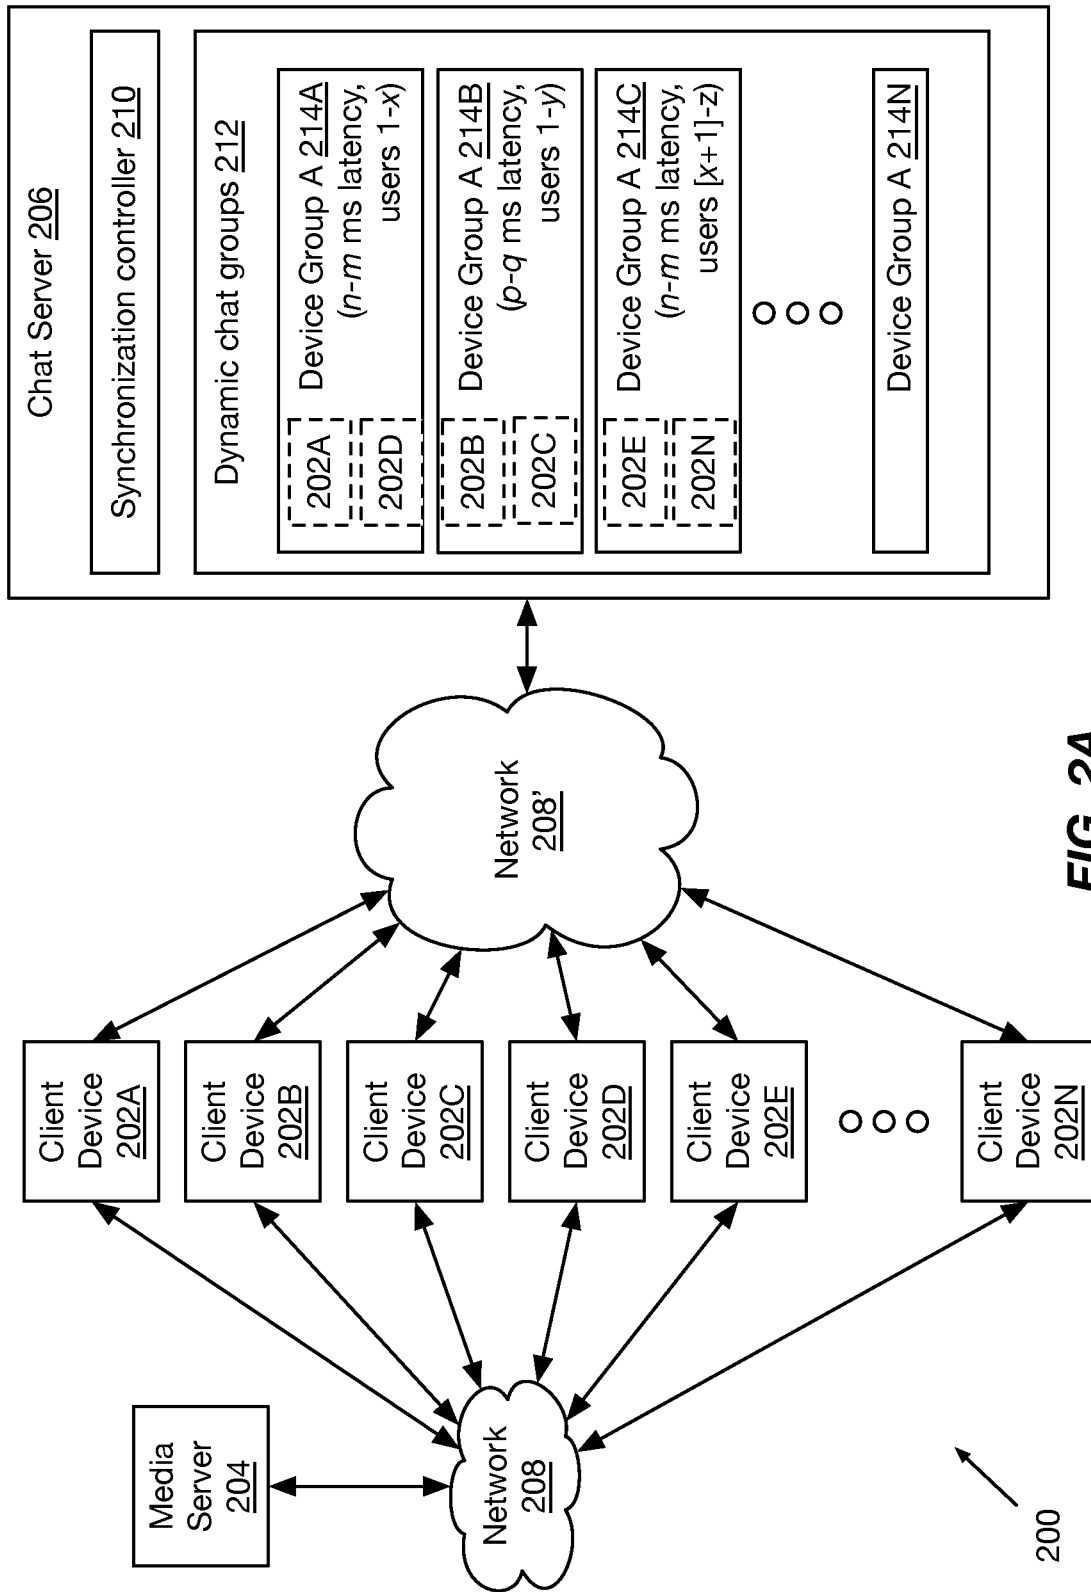 Media
Server
204
Network
208
Client
Device
202A
Client
Device
202B
Client
Device
202C
Client
Device
202D
Client
Device
202E
Client
Device
202N
Network
208'
Chat Server 206
Synchronization controller 210
Dynamic chat groups 212
202A
202D
Device Group A 214A
(n-m ms latency,
users 1-x)
202B
202C
Device Group A 214B
(p-q ms latency,
users 1-y)
202E
202N
Device Group A 214C
(n-m ms latency,
users [x+1]-z)
Device Group A 214N
200
FIG. 2A